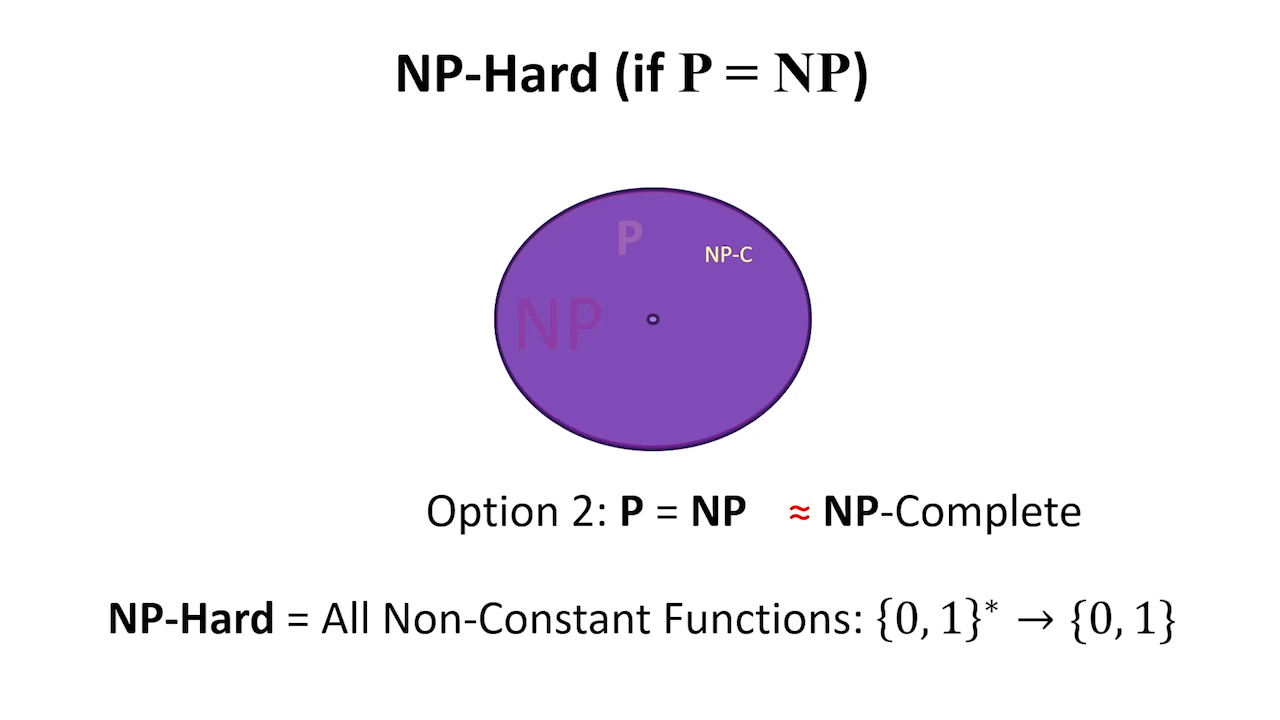 NP-Hard (if P = NP)
P
NP-C
NP
Option 2: P = NP ≈ NP-Complete
NP-Hard = All Non-Constant Functions: {0, 1}* → {0, 1}